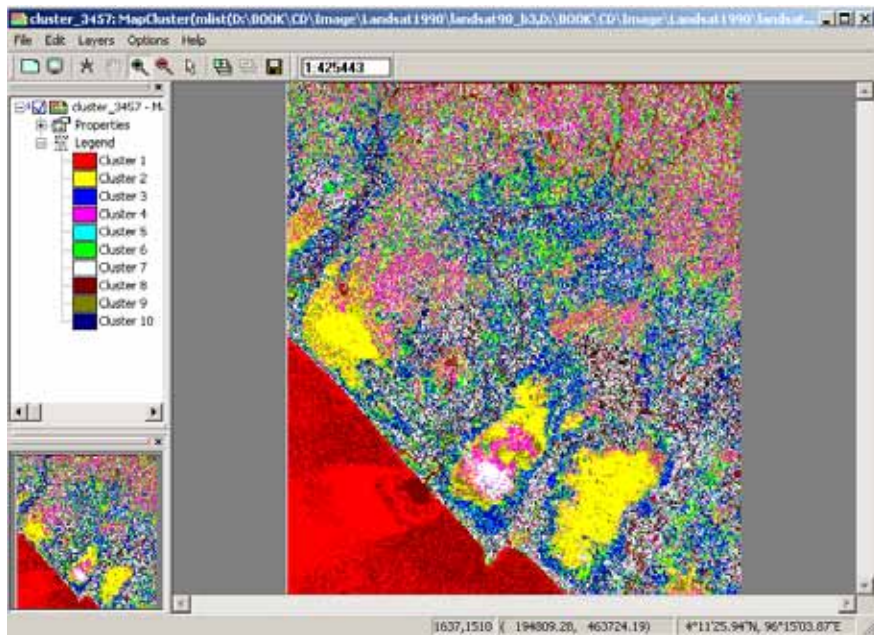 cluster_3457: MapCluster(mlist(D:\BOOK\CD\Image\Landsat1990\landsat90_b3,D:\BOOK\CD\Image\Landsat1990\landsat...
File Edit Layers Options Help
1:425443
cluster_3457 - M
Properties
Legend
Cluster 1
Cluster 2
Cluster 3
Cluster 4
Cluster 5
Cluster 6
Cluster 7
Cluster 8
Cluster 9
Cluster 10
1637,1510 ( 194809.28, 463724.19) 4°11'25.94"N, 96°15'03.87"E